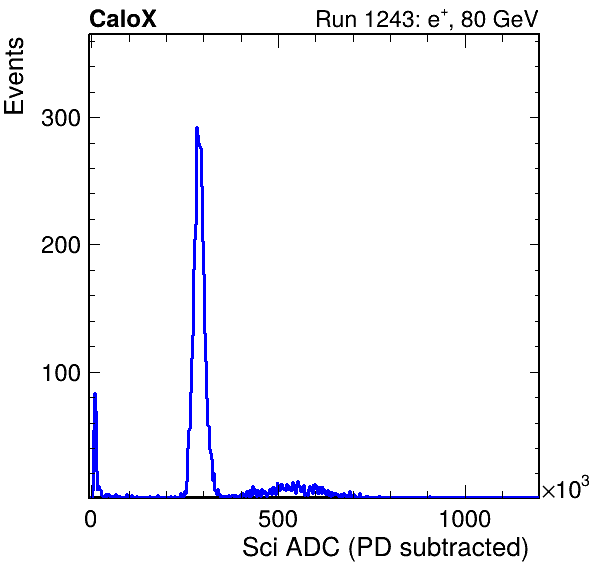 CaloX Run 1243: e⁺, 80 GeV
Events
300
200
100
0 500 1000 ×10³
Sci ADC (PD subtracted)